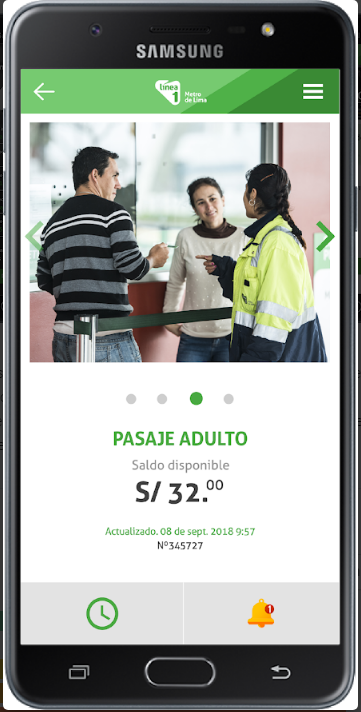 SAMSUNG
línea 1
Metro
de Lima
PASAJE ADULTO
Saldo disponible
S/ 32.00
Actualizado. 08 de sept. 2018 9:57
Nº345727
1